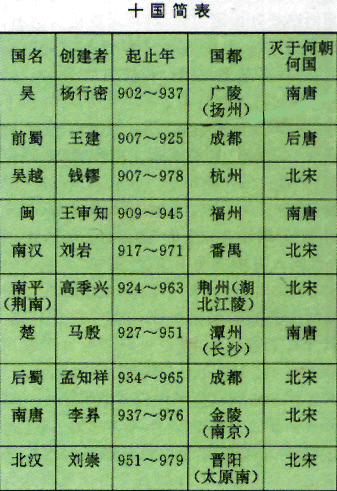 十国简表
国名 创建者 起止年 国都 灭于何朝何国
吴 杨行密 902～937 广陵(扬州) 南唐
前蜀 王建 907～925 成都 后唐
吴越 钱镠 907～978 杭州 北宋
闽 王审知 909～945 福州 南唐
南汉 刘岩 917～971 番禺 北宋
南平(荆南) 高季兴 924～963 荆州(湖北江陵) 北宋
楚 马殷 927～951 潭州(长沙) 南唐
后蜀 孟知祥 934～965 成都 北宋
南唐 李昪 937～976 金陵(南京) 北宋
北汉 刘崇 951～979 晋阳(太原南) 北宋